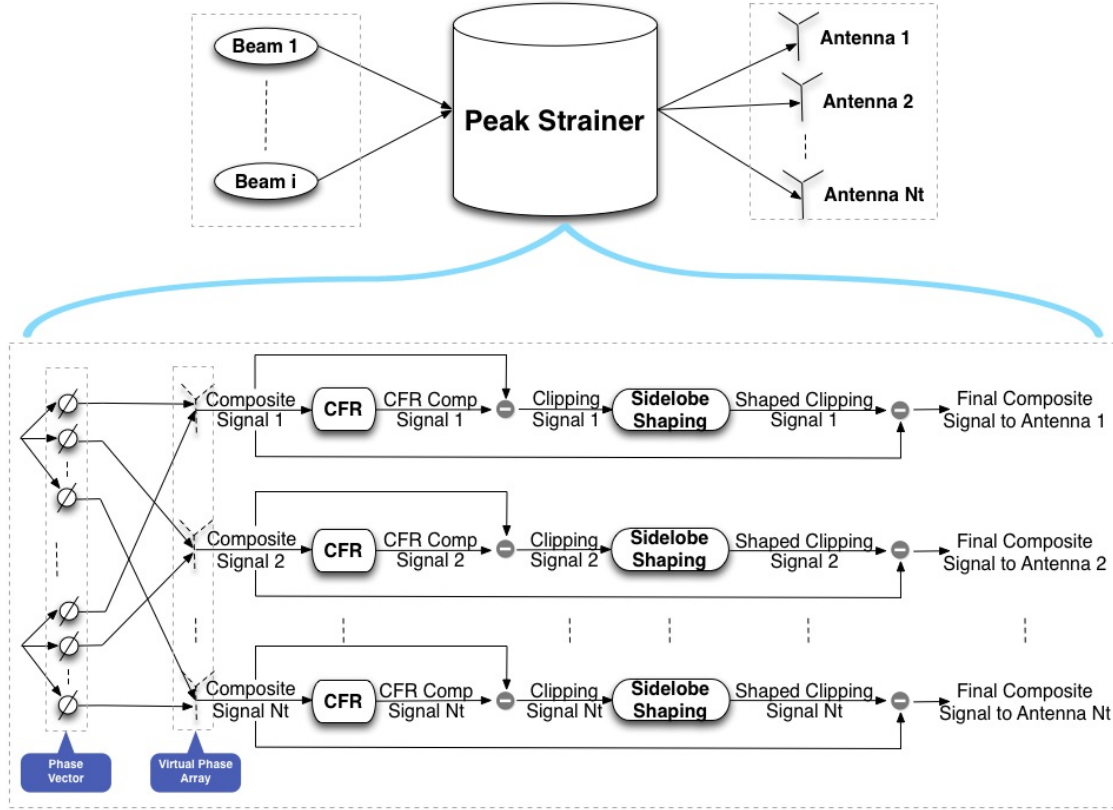 Beam 1
Beam i
Peak Strainer
Antenna 1
Antenna 2
Antenna Nt
Composite
Signal 1
CFR
CFR Comp
Signal 1
Clipping
Signal 1
Sidelobe
Shaping
Shaped Clipping
Signal 1
Final Composite
Signal to Antenna 1
Composite
Signal 2
CFR
CFR Comp
Signal 2
Clipping
Signal 2
Sidelobe
Shaping
Shaped Clipping
Signal 2
Final Composite
Signal to Antenna 2
Composite
Signal Nt
CFR
CFR Comp
Signal Nt
Clipping
Signal Nt
Sidelobe
Shaping
Shaped Clipping
Signal Nt
Final Composite
Signal to Antenna Nt
Phase
Vector
Virtual Phase
Array